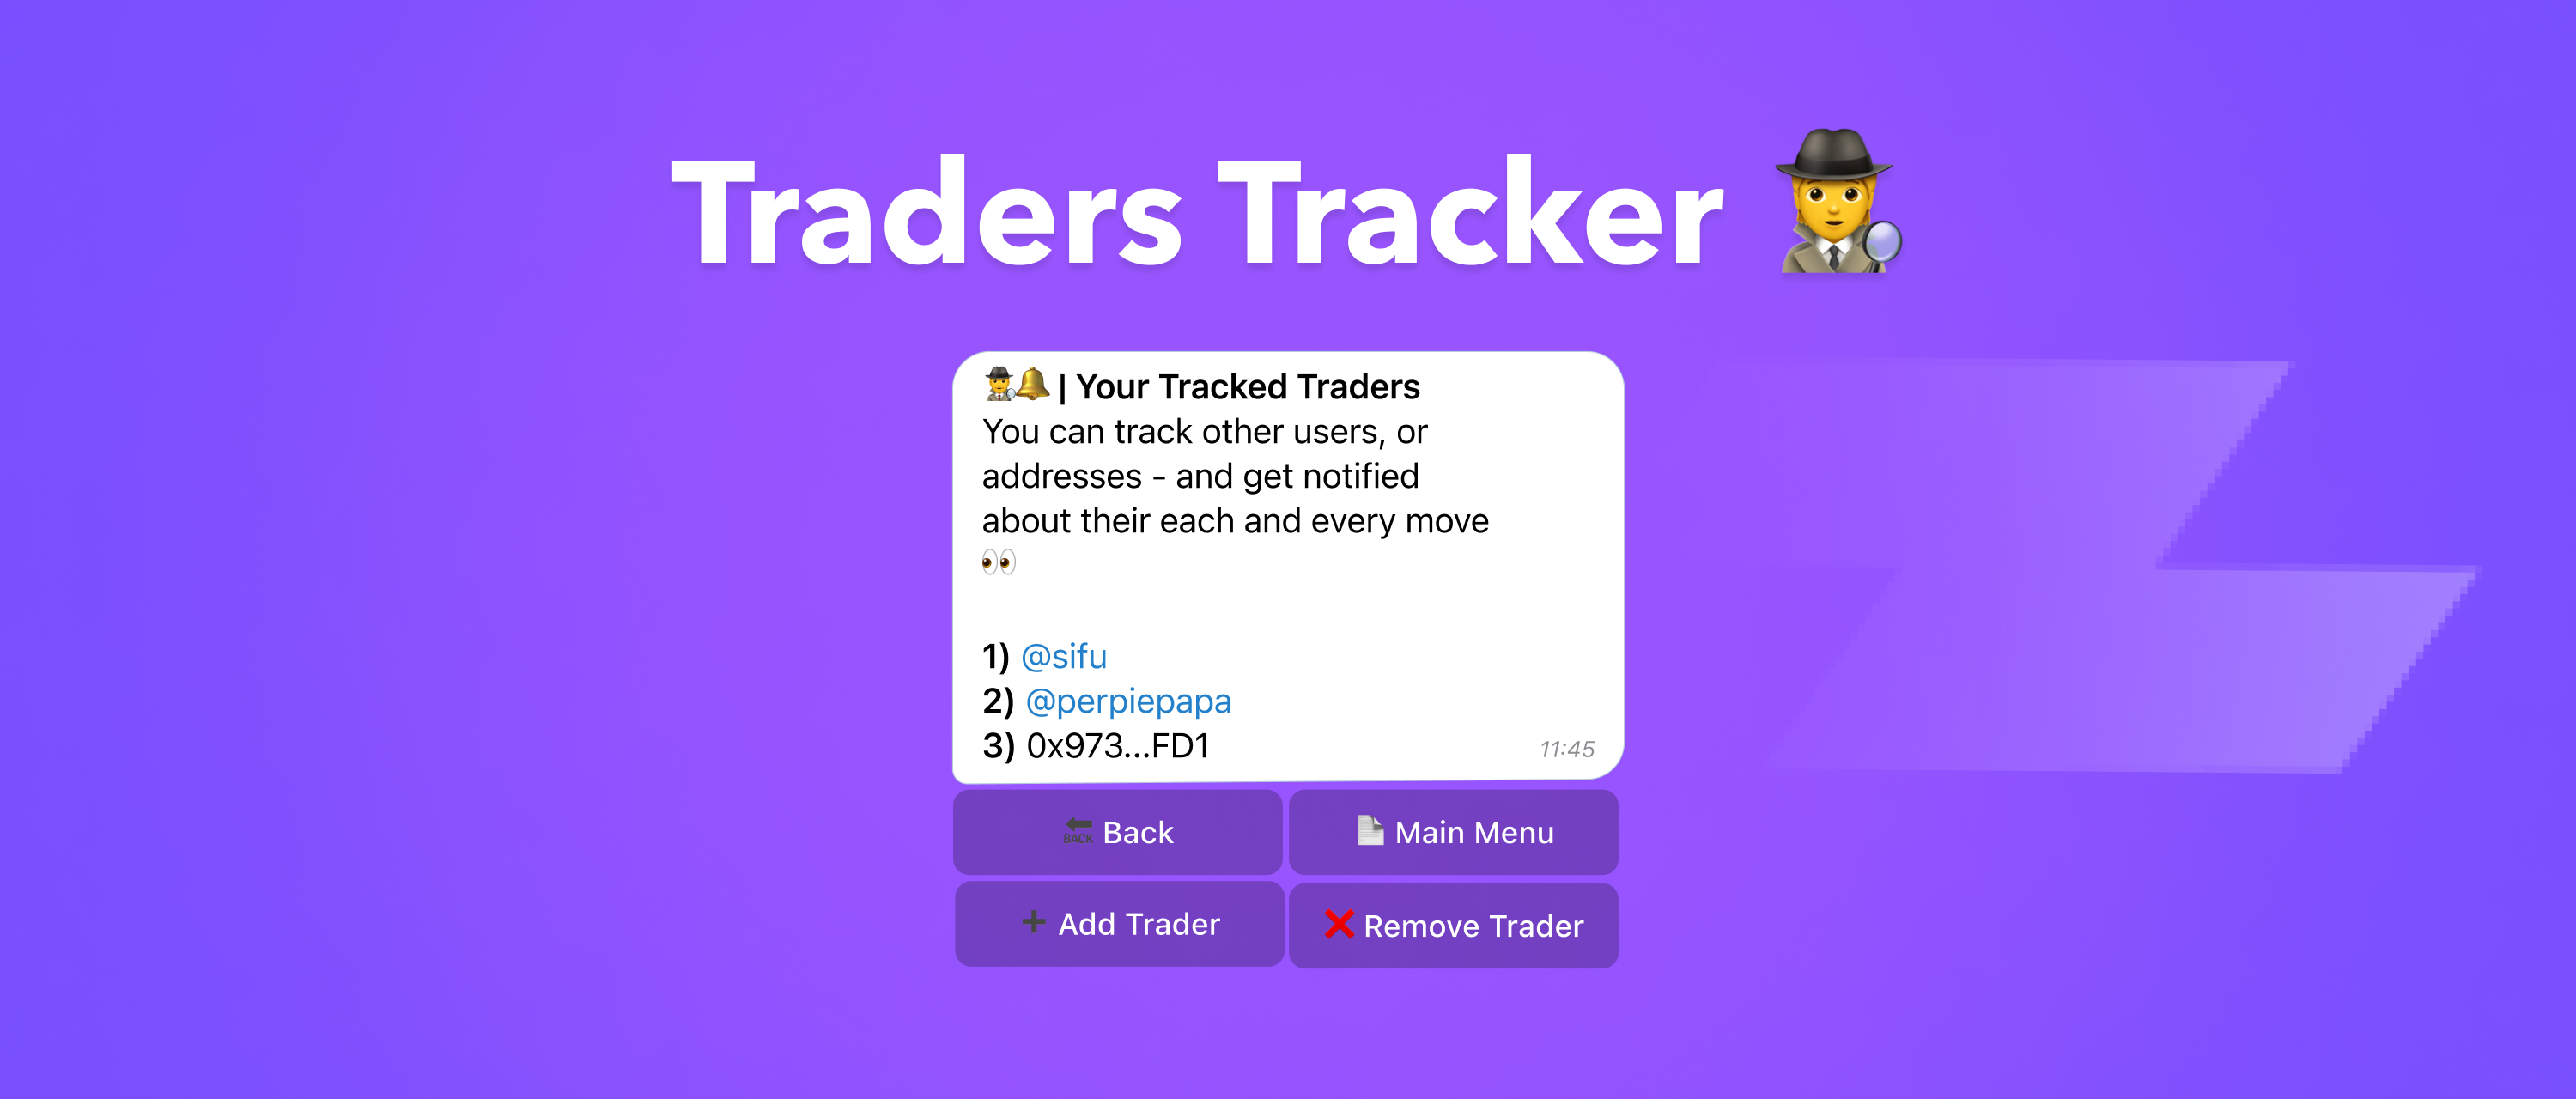 Traders Tracker
| Your Tracked Traders
You can track other users, or
addresses - and get notified
about their each and every move
1) @sifu
2) @perpiepapa
3) 0x973...FD1
11:45
BACK Back
Main Menu
Add Trader
Remove Trader